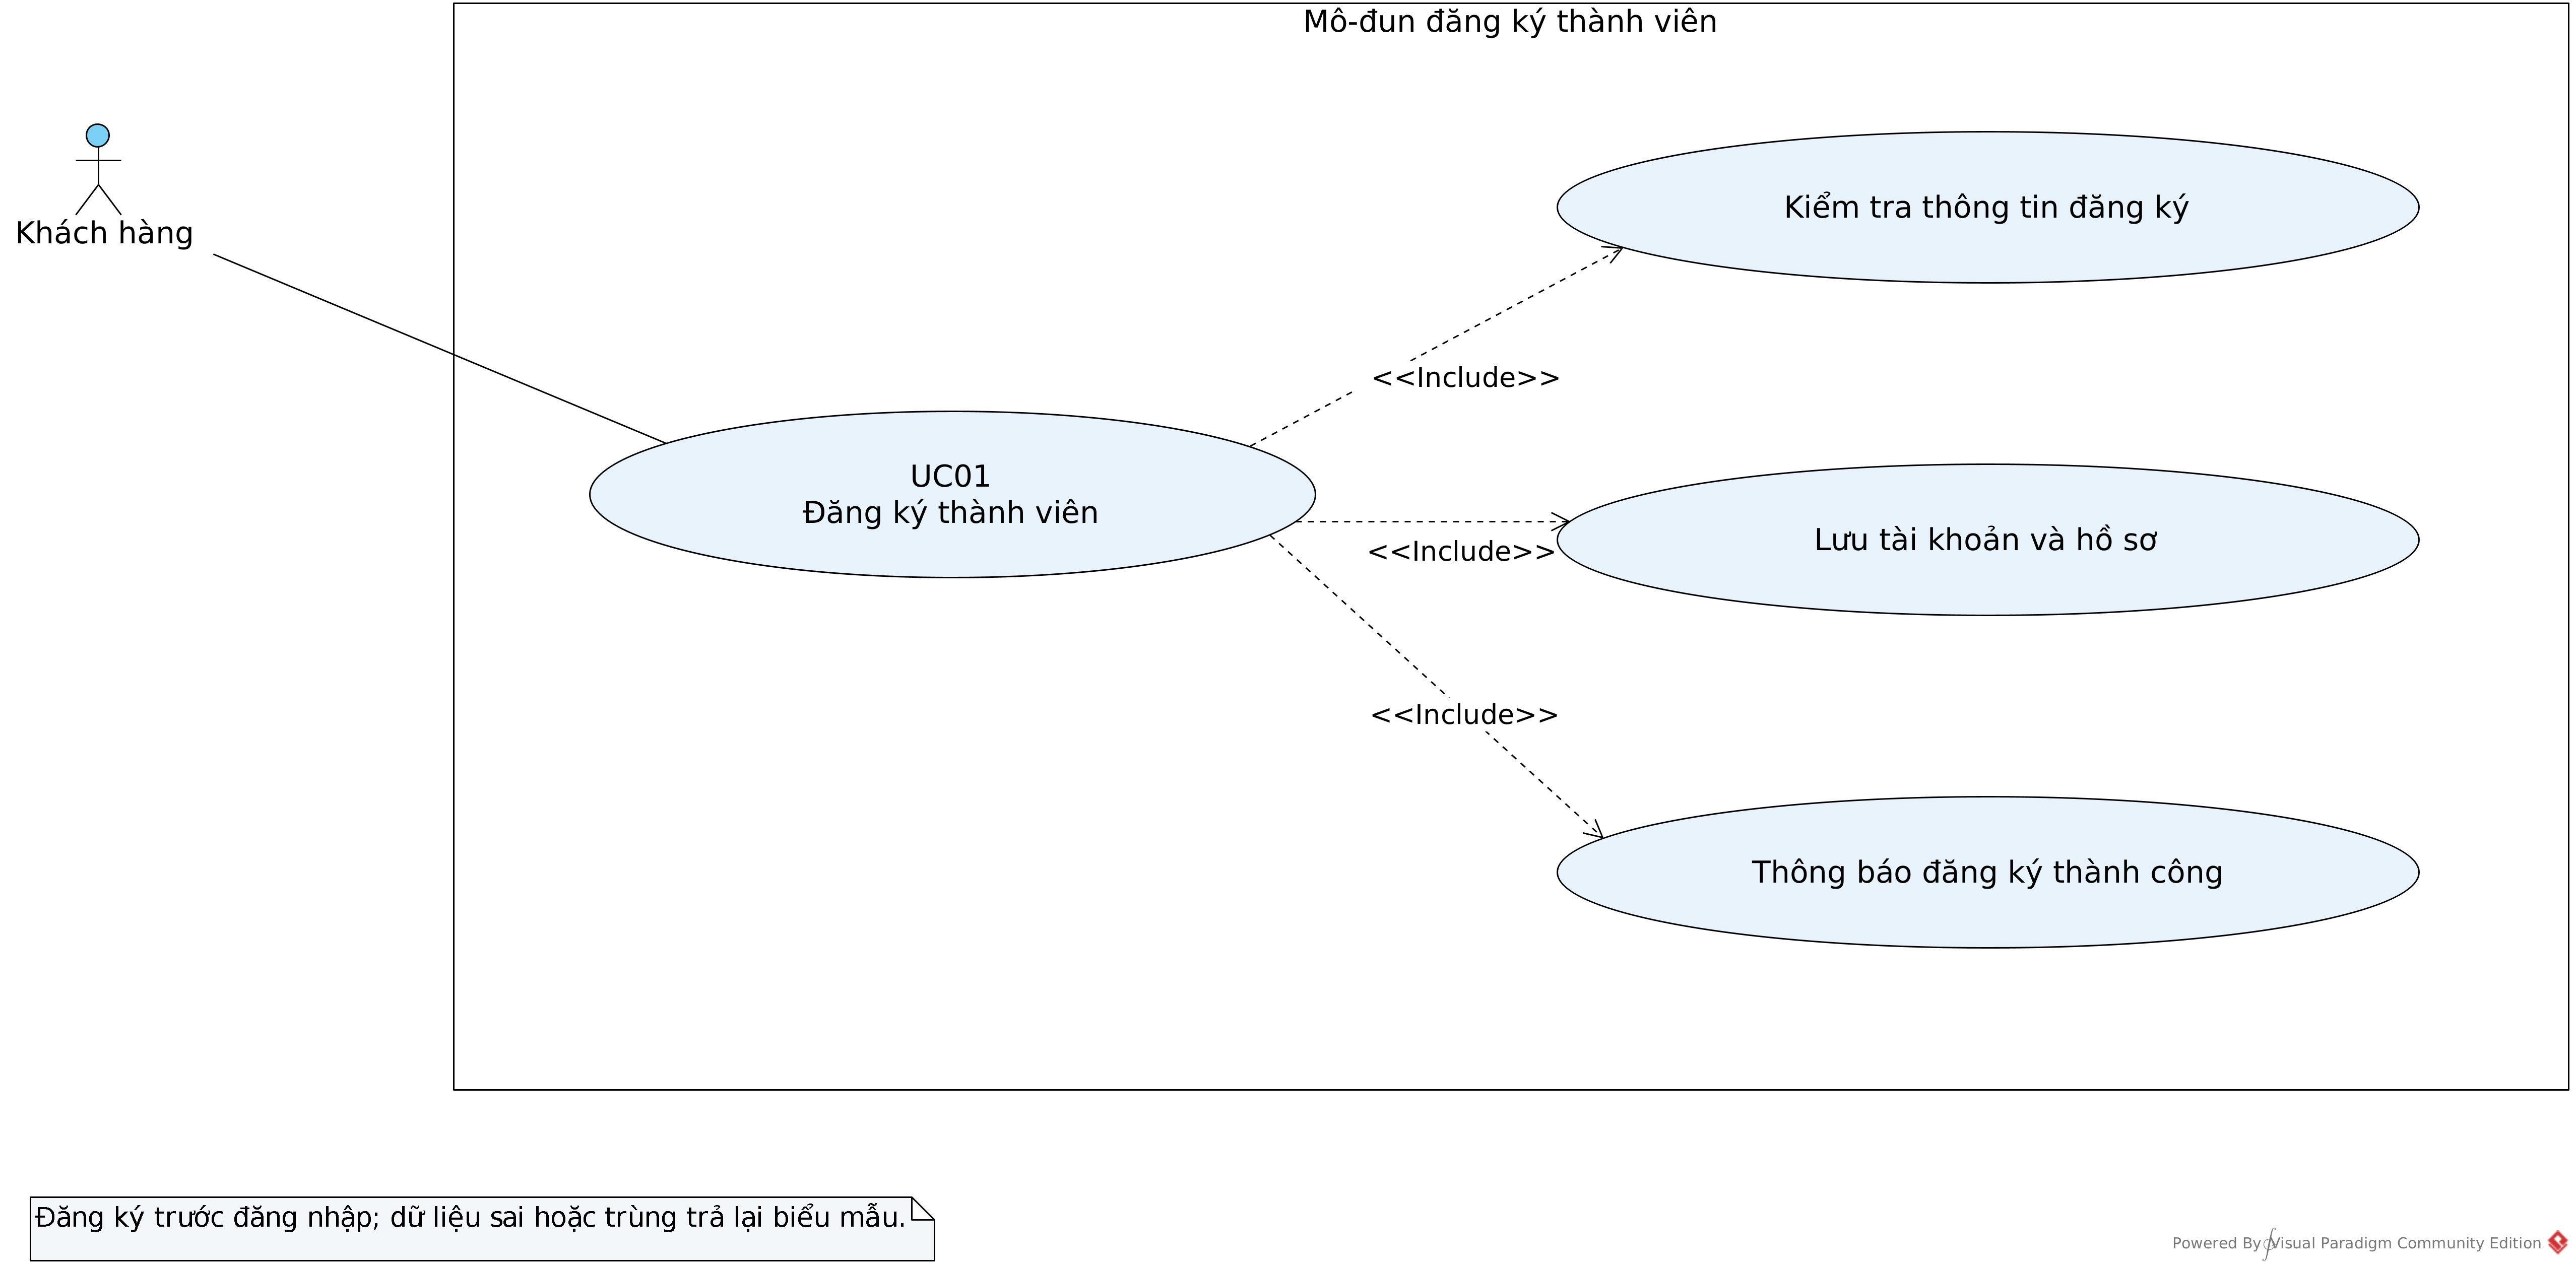 Mô-đun đăng ký thành viên
Khách hàng
Kiểm tra thông tin đăng ký
<<Include>>
UC01
Đăng ký thành viên
<<Include>>
Lưu tài khoản và hồ sơ
<<Include>>
Thông báo đăng ký thành công
Đăng ký trước đăng nhập; dữ liệu sai hoặc trùng trả lại biểu mẫu.
Powered By Visual Paradigm Community Edition